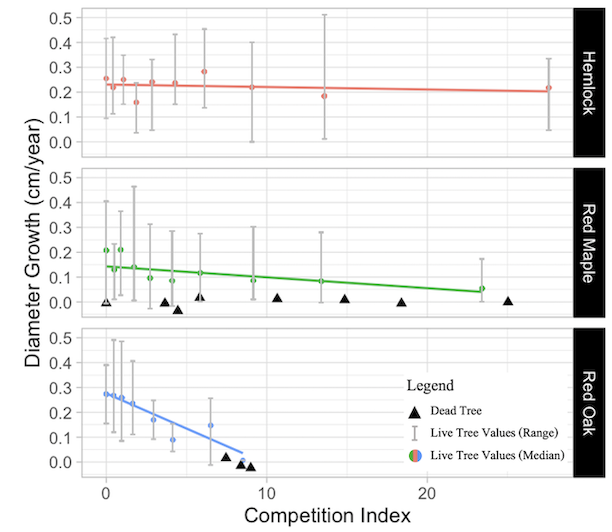 Diameter Growth (cm/year)
0.5
0.4
0.3
0.2
0.1
0.0
Hemlock
0.5
0.4
0.3
0.2
0.1
0.0
Red Maple
0.5
0.4
0.3
0.2
0.1
0.0
Red Oak
Legend
Dead Tree
Live Tree Values (Range)
Live Tree Values (Median)
0
10
20
Competition Index